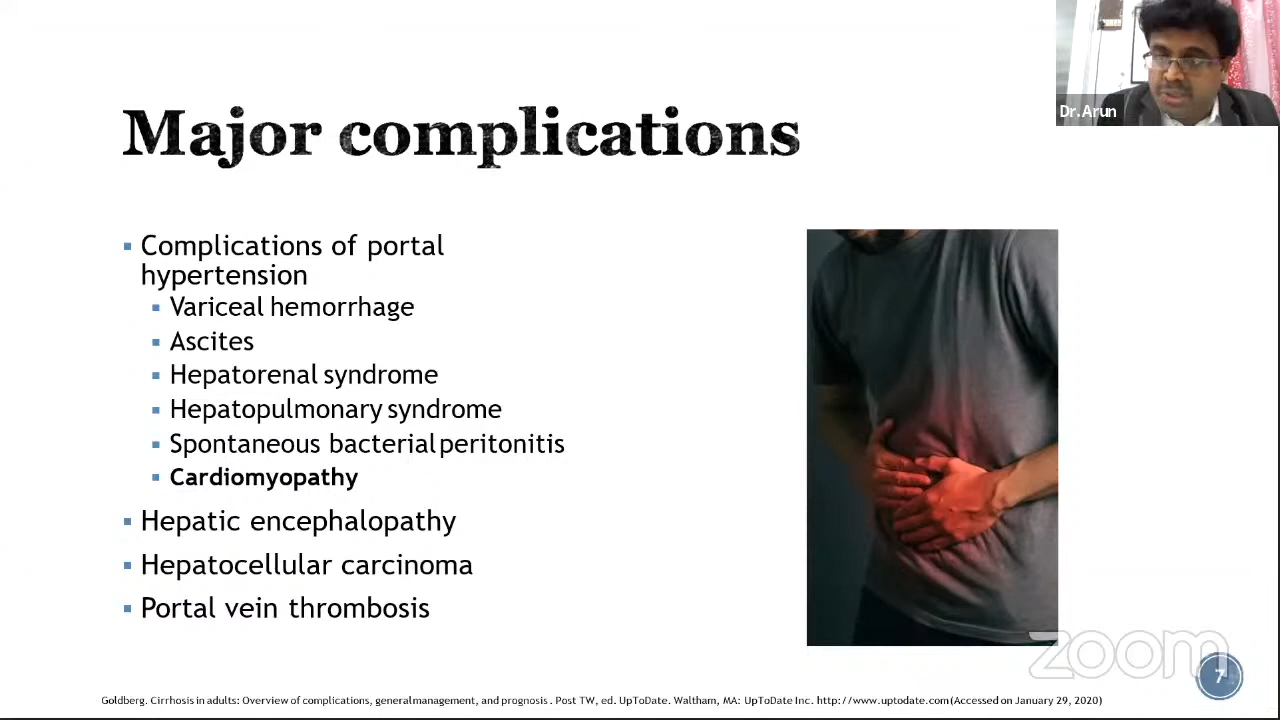 Dr.Arun
Major complications
Complications of portal
hypertension
Variceal hemorrhage
Ascites
Hepatorenal syndrome
Hepatopulmonary syndrome
Spontaneous bacterial peritonitis
Cardiomyopathy
Hepatic encephalopathy
Hepatocellular carcinoma
Portal vein thrombosis
zoom
7
Goldberg. Cirrhosis in adults: Overview of complications, general management, and prognosis . Post TW, ed. UpToDate. Waltham, MA: UpToDate Inc. http://www.uptodate.com(Accessed on January 29, 2020)